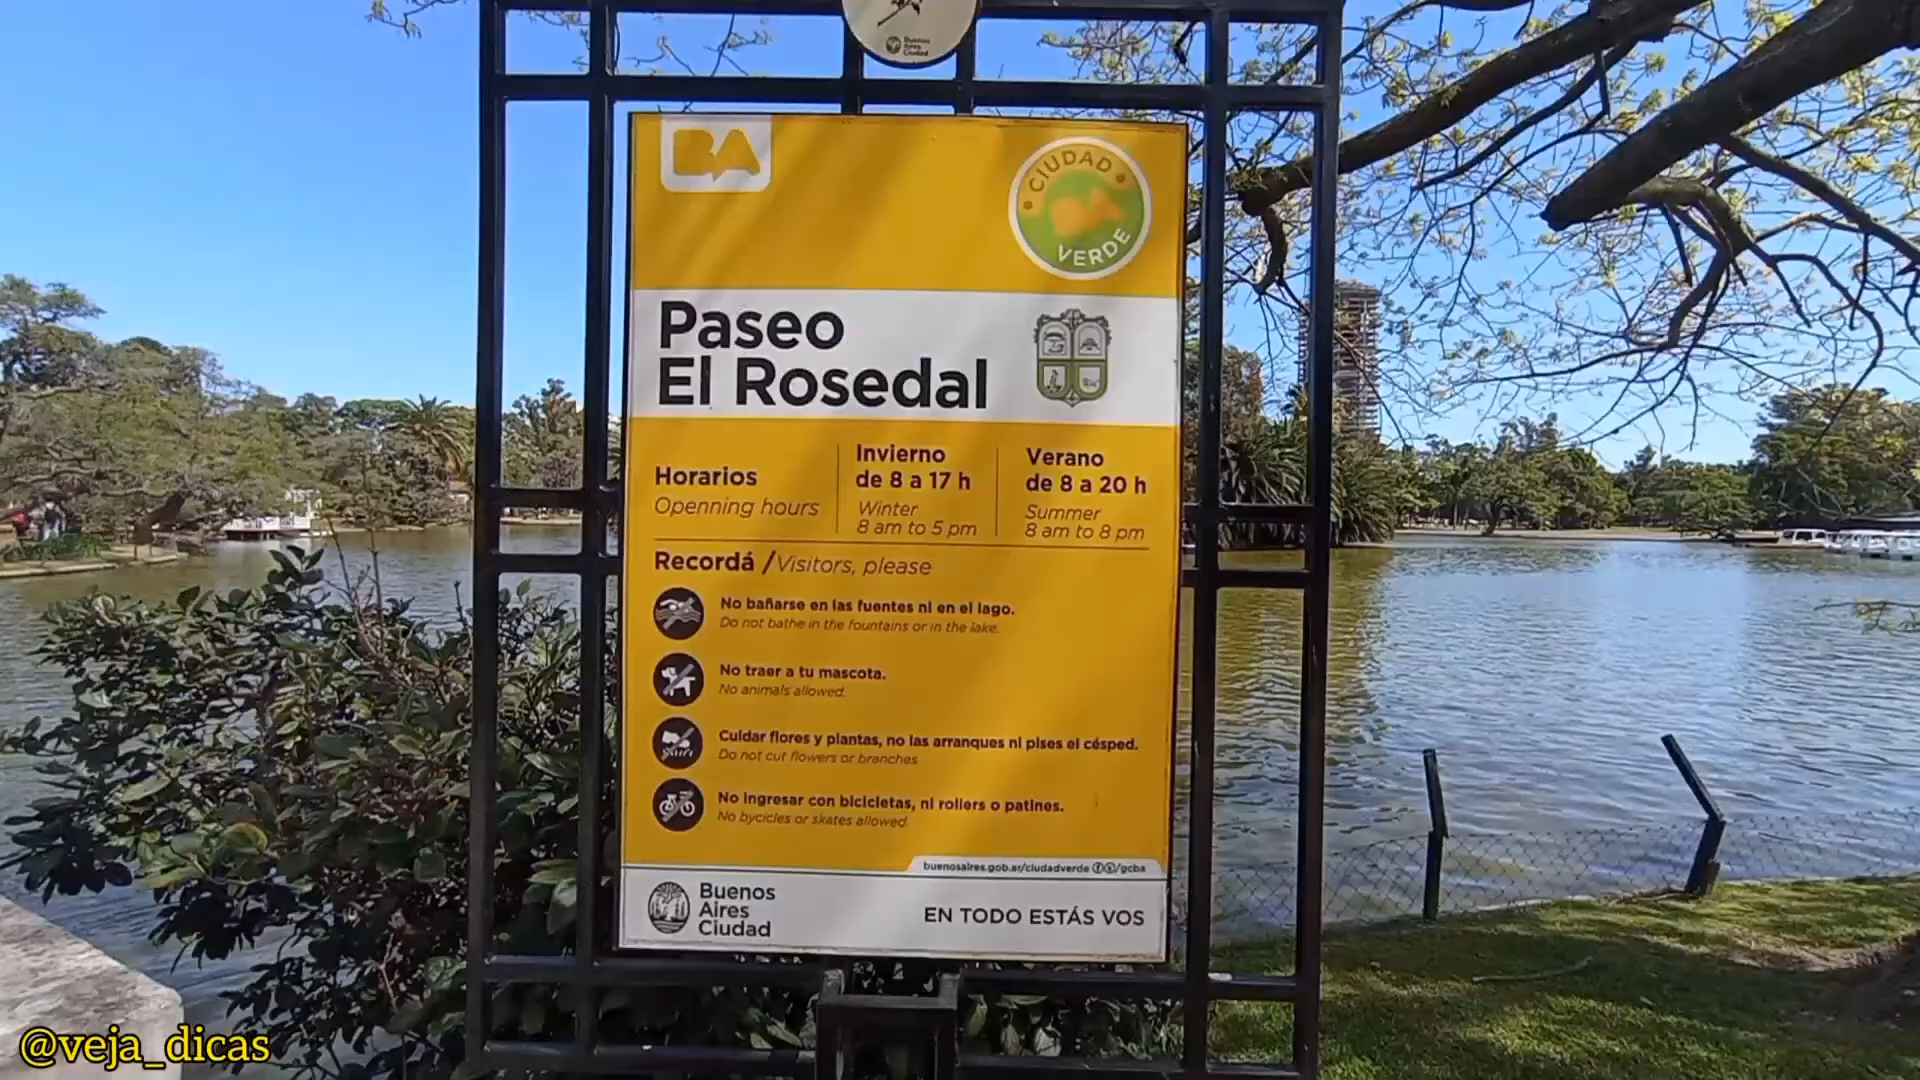 Buenos
Aires
Ciudad
BA
CIUDAD
BA
VERDE
Paseo
El Rosedal
Horarios
Openning hours
Invierno
de 8 a 17 h
Winter
8 am to 5 pm
Verano
de 8 a 20 h
Summer
8 am to 8 pm
Recordá / Visitors, please
No bañarse en las fuentes ni en el lago.
Do not bathe in the fountains or in the lake.
No traer a tu mascota.
No animals allowed.
Cuidar flores y plantas, no las arranques ni pises el césped.
Do not cut flowers or branches.
No ingresar con bicicletas, ni rollers o patines.
No bycicles or skates allowed.
buenosaires.gob.ar/ciudadverde /gcba
Buenos
Aires
Ciudad
EN TODO ESTÁS VOS
@veja_dicas